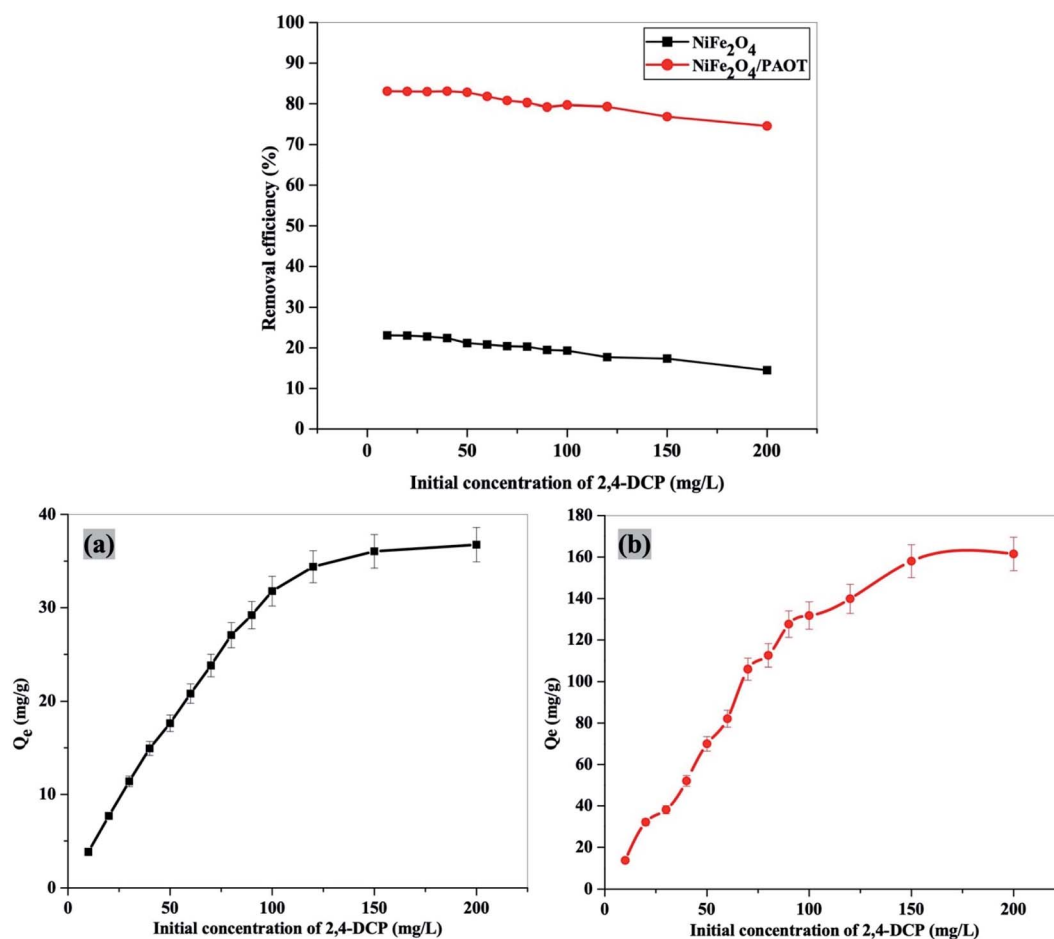 100
90
80
70
60
50
40
30
20
10
0
Removal efficiency (%)
NiFe2O4
NiFe2O4/PAOT
0 50 100 150 200
Initial concentration of 2,4-DCP (mg/L)
(a)
40
30
20
10
0
Qe (mg/g)
0 50 100 150 200
Initial concentration of 2,4-DCP (mg/L)
(b)
180
160
140
120
100
80
60
40
20
0
Qe (mg/g)
0 50 100 150 200
Initial concentration of 2,4-DCP (mg/L)